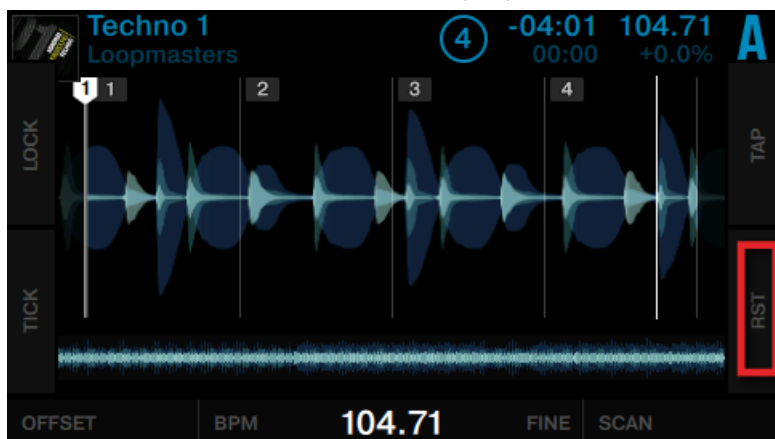 Techno 1
Loopmasters
4
-04:01
00:00
104.71
+0.0%
A
1 1 2 3 4
LOCK
TAP
TICK
RST
OFFSET BPM 104.71 FINE SCAN